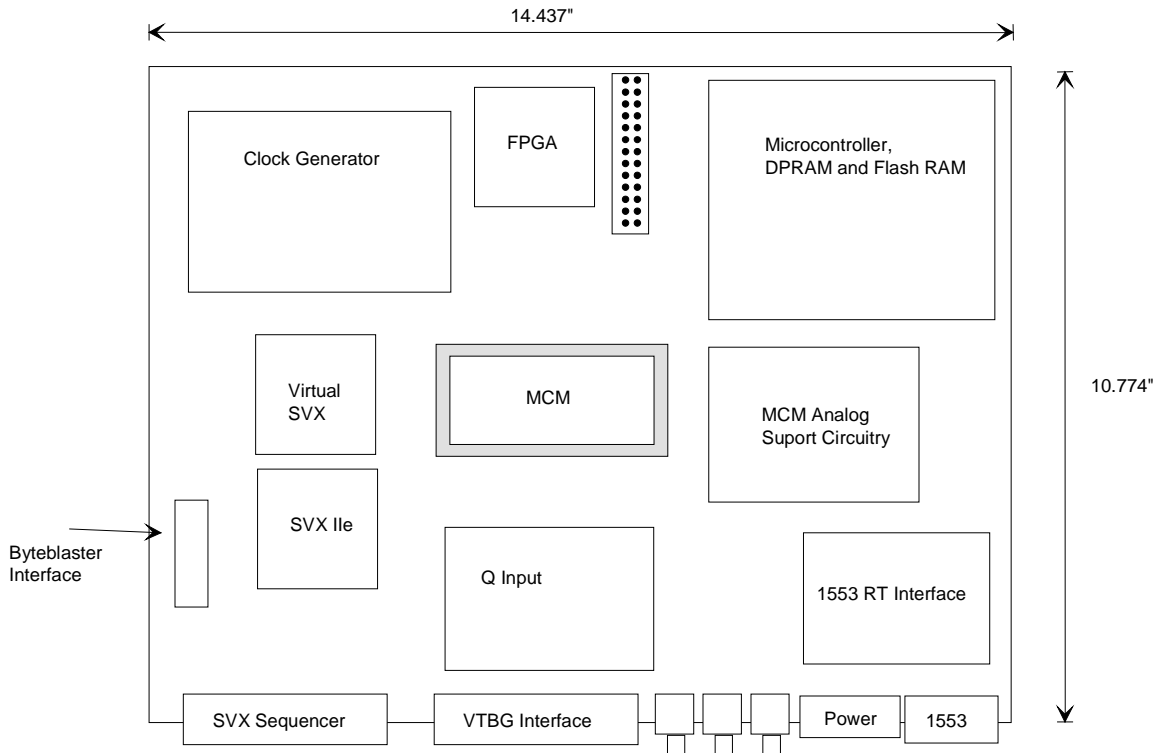 14.437"
Clock Generator
FPGA
Microcontroller,
DPRAM and Flash RAM
10.774"
Virtual
SVX
MCM
MCM Analog
Suport Circuitry
SVX IIe
Byteblaster
Interface
Q Input
1553 RT Interface
SVX Sequencer
VTBG Interface
Power
1553